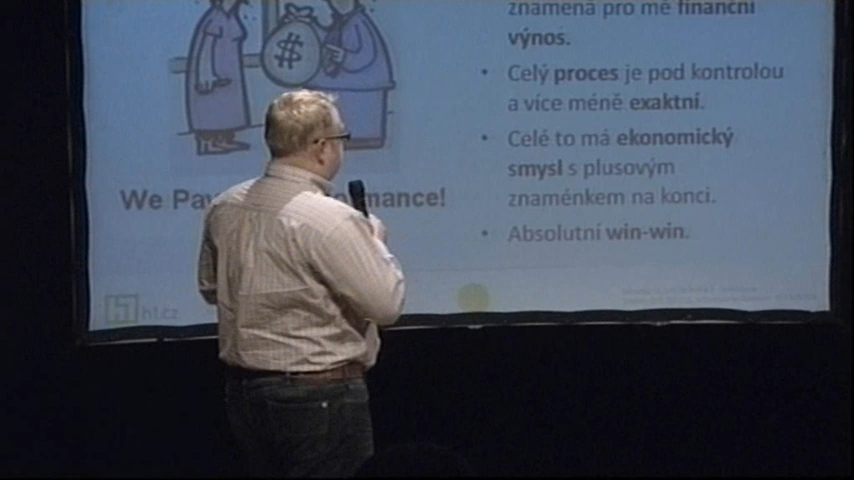 znamená pro mě finanční
výnos.
• Celý proces je pod kontrolou
a více méně exaktní.
• Celé to má ekonomický
smysl s plusovým
znaménkem na konci.
• Absolutní win-win.
$
We Pay mance!
h1.cz